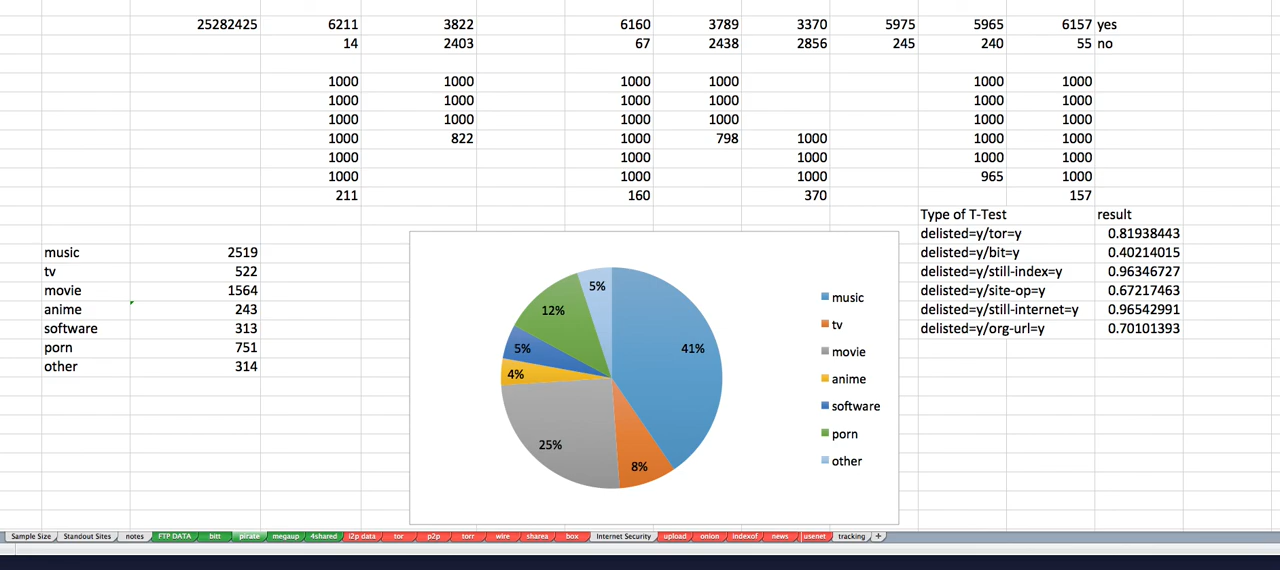 25282425 6211 3822 6160 3789 3370 5975 5965 6157 yes
14 2403 67 2438 2856 245 240 55 no
1000 1000 1000 1000 1000 1000
1000 1000 1000 1000 1000 1000
1000 1000 1000 1000 1000 1000
1000 822 1000 798 1000 1000 1000
1000 1000 1000 1000 1000
1000 1000 1000 965 1000
211 160 370 157
Type of T-Test result
delisted=y/tor=y 0.81938443
music 2519 delisted=y/bit=y 0.40214015
tv 522 delisted=y/still-index=y 0.96346727
movie 1564 delisted=y/site-op=y 0.67217463
anime 243 delisted=y/still-internet=y 0.96542991
software 313 delisted=y/org-url=y 0.70101393
porn 751
other 314
5%
12%
5%
4%
25%
8%
41%
music
tv
movie
anime
software
porn
other
Sample Size Standout Sites notes FTP DATA bitt pirate megaup 4shared I2p data tor p2p torr wire sharea box Internet Security upload onion indexof news usenet tracking +